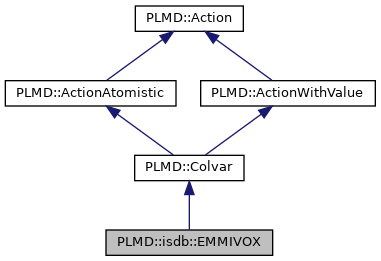 PLMD::Action
PLMD::ActionAtomistic
PLMD::ActionWithValue
PLMD::Colvar
PLMD::isdb::EMMIVOX